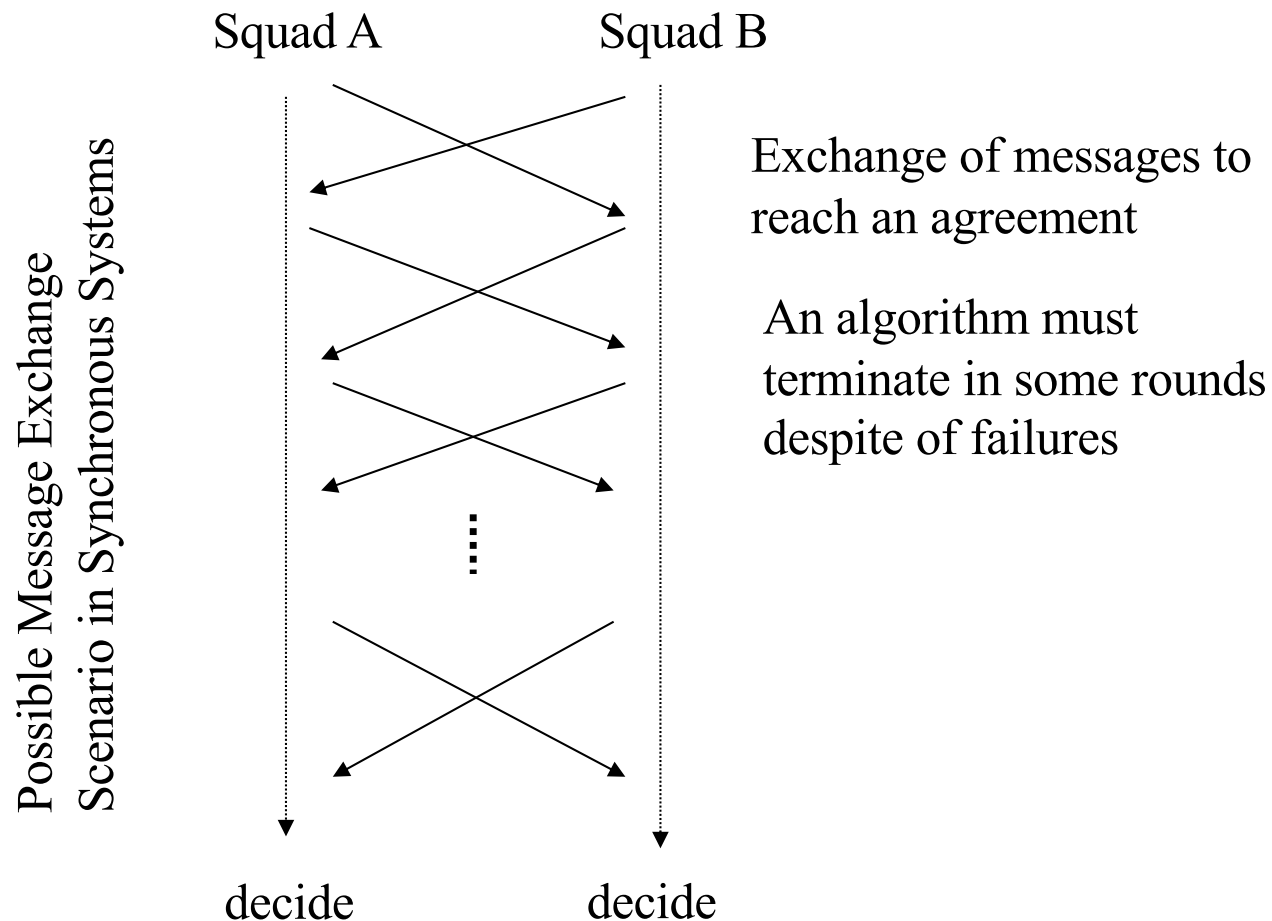 Squad A
Squad B
Possible Message Exchange
Scenario in Synchronous Systems
Exchange of messages to
reach an agreement
An algorithm must
terminate in some rounds
despite of failures
decide
decide